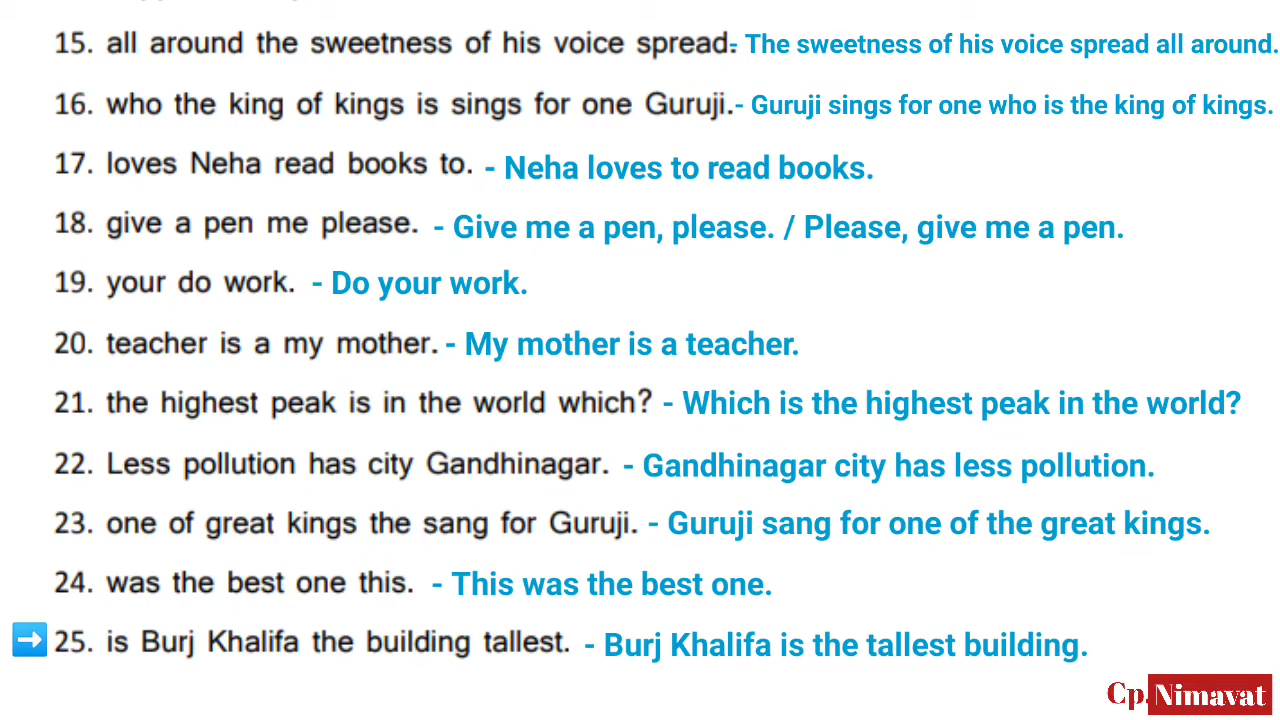 15. all around the sweetness of his voice spread.- The sweetness of his voice spread all around.
16. who the king of kings is sings for one Guruji.- Guruji sings for one who is the king of kings.
17. loves Neha read books to. - Neha loves to read books.
18. give a pen me please. - Give me a pen, please. / Please, give me a pen.
19. your do work. - Do your work.
20. teacher is a my mother. - My mother is a teacher.
21. the highest peak is in the world which? - Which is the highest peak in the world?
22. Less pollution has city Gandhinagar. - Gandhinagar city has less pollution.
23. one of great kings the sang for Guruji. - Guruji sang for one of the great kings.
24. was the best one this. - This was the best one.
25. is Burj Khalifa the building tallest. - Burj Khalifa is the tallest building.
Cp. Nimavat